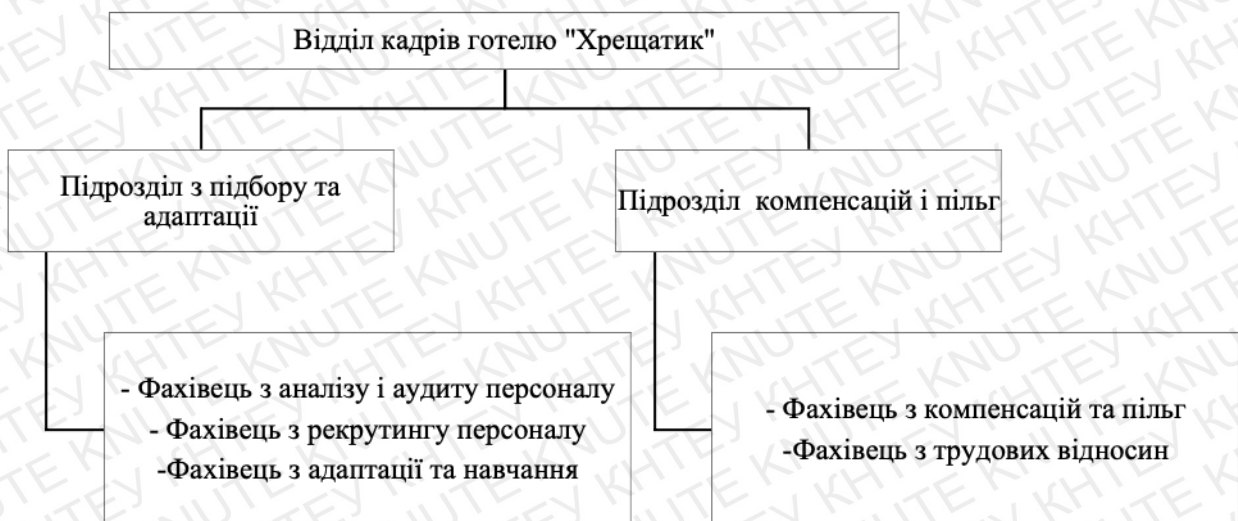 Відділ кадрів готелю "Хрещатик"
Підрозділ з підбору та
адаптації
Підрозділ компенсацій і пільг
- Фахівець з аналізу і аудиту персоналу
- Фахівець з рекрутингу персоналу
-Фахівець з адаптації та навчання
- Фахівець з компенсацій та пільг
-Фахівець з трудових відносин